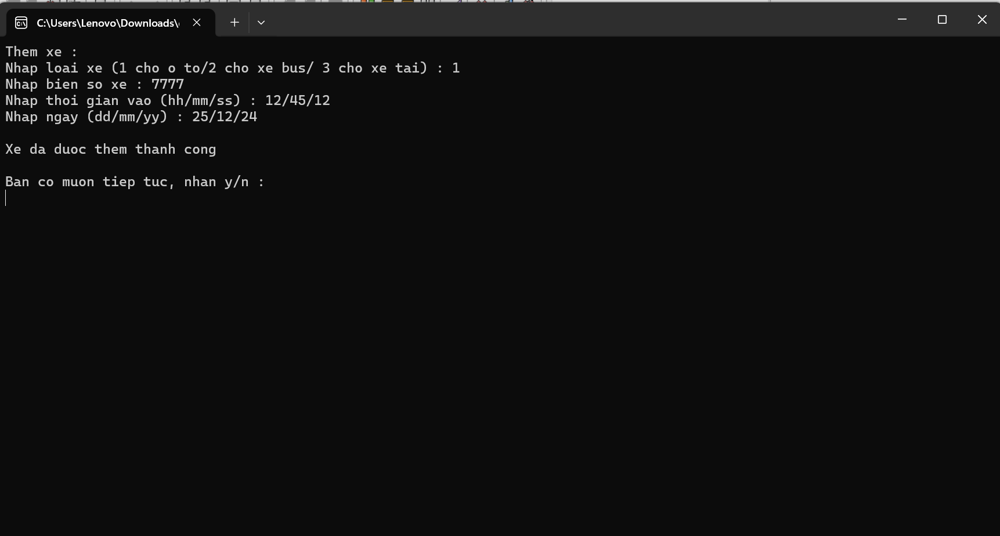 C:\Users\Lenovo\Downloads\
Them xe :
Nhap loai xe (1 cho o to/2 cho xe bus/ 3 cho xe tai) : 1
Nhap bien so xe : 7777
Nhap thoi gian vao (hh/mm/ss) : 12/45/12
Nhap ngay (dd/mm/yy) : 25/12/24
Xe da duoc them thanh cong
Ban co muon tiep tuc, nhan y/n :